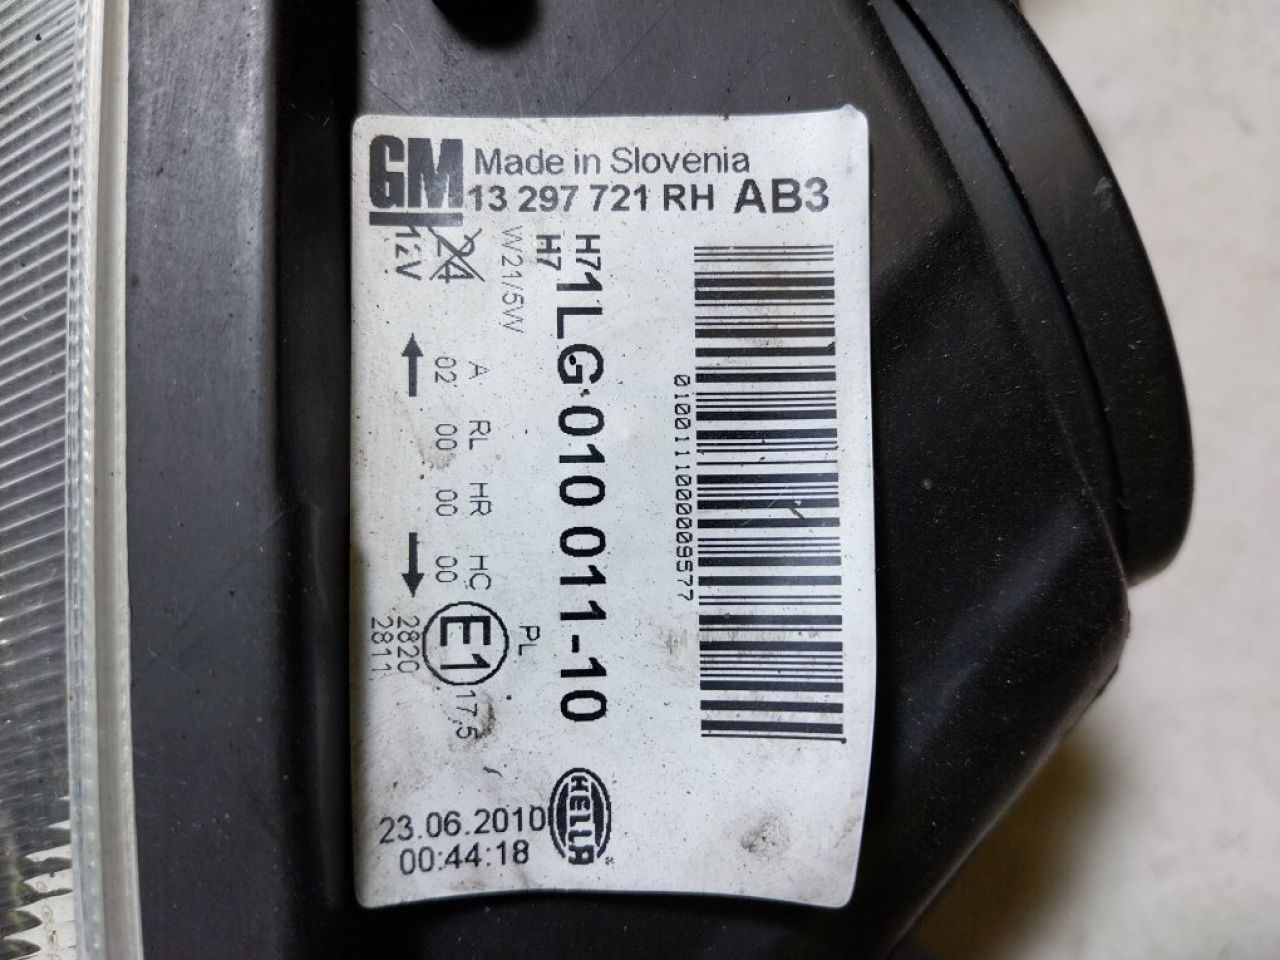 GM
Made in Slovenia
13 297 721 RH AB3
12V
24
W21/5W
H7
H7
1LG 010 011-10
A RL HR HC
02 00 00 00
PL
E1
17,5
2820
2811
010011100009577
23.06.2010
00:44:18
HELLA